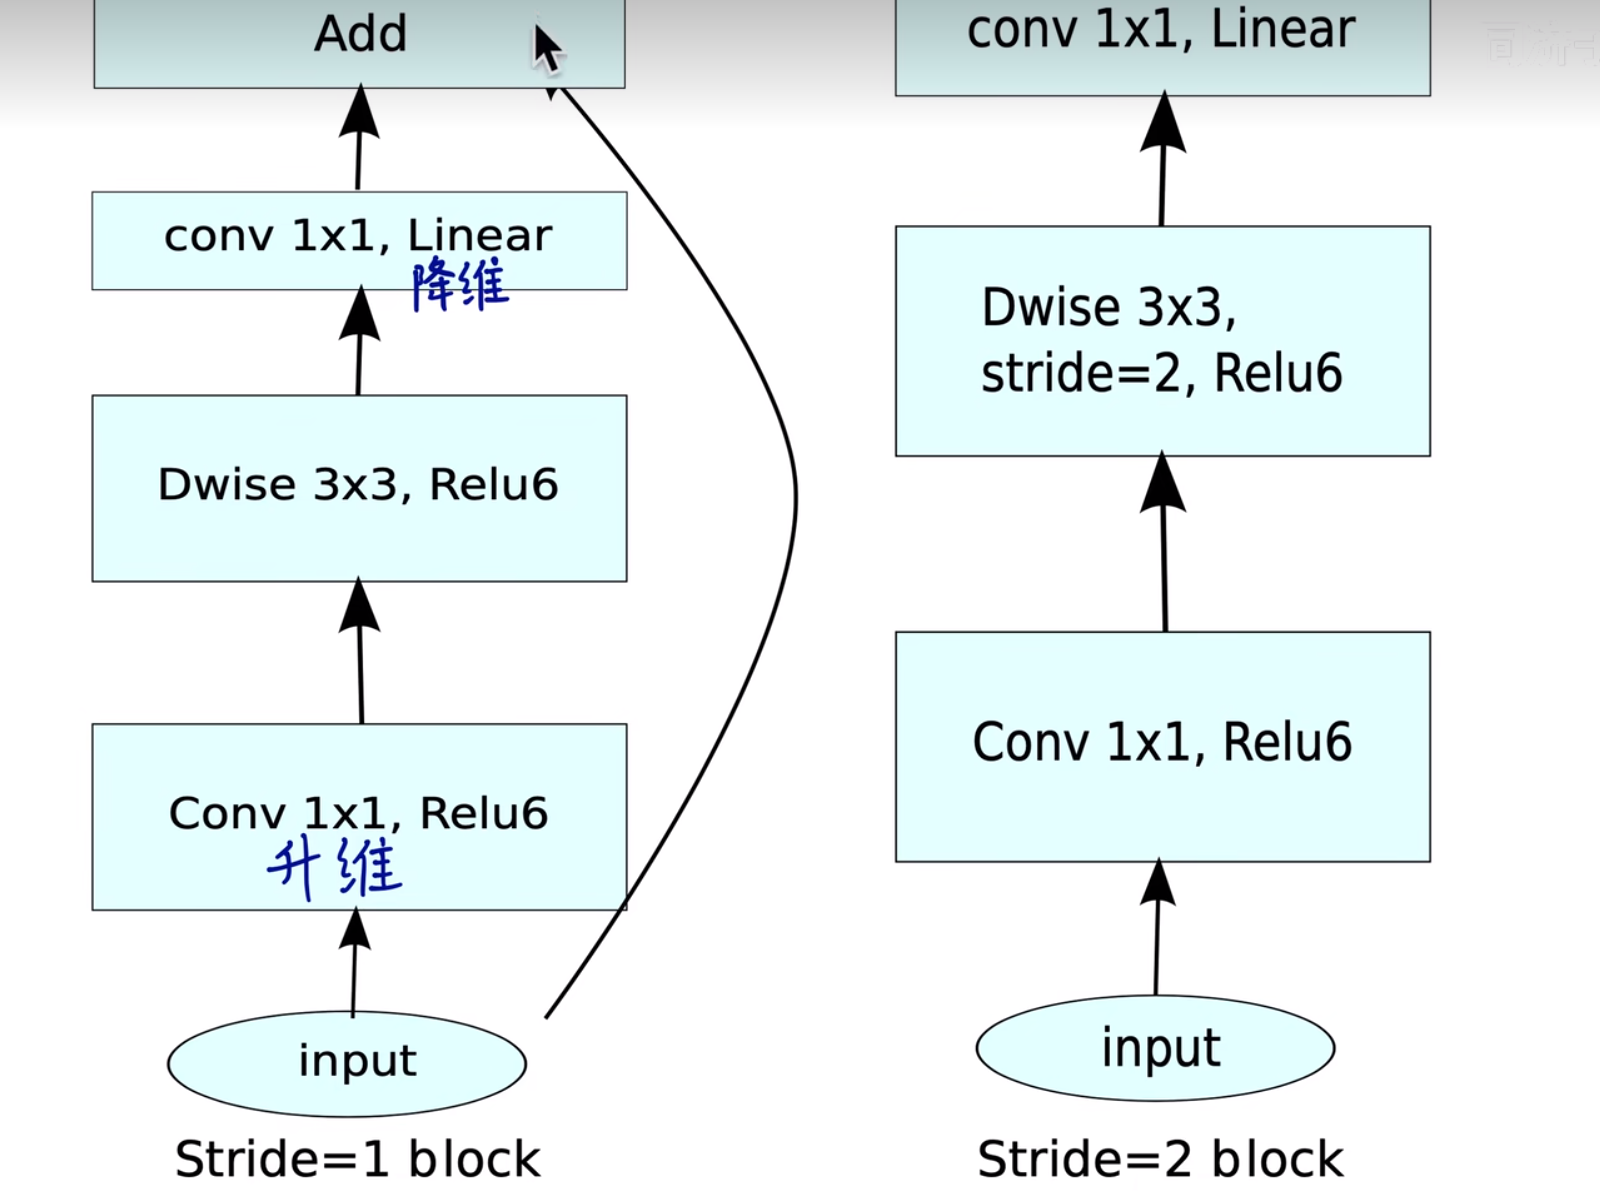 Add
conv 1x1, Linear
降维
Dwise 3x3, Relu6
Conv 1x1, Relu6
升维
input
Stride=1 block
conv 1x1, Linear
Dwise 3x3,
stride=2, Relu6
Conv 1x1, Relu6
input
Stride=2 block